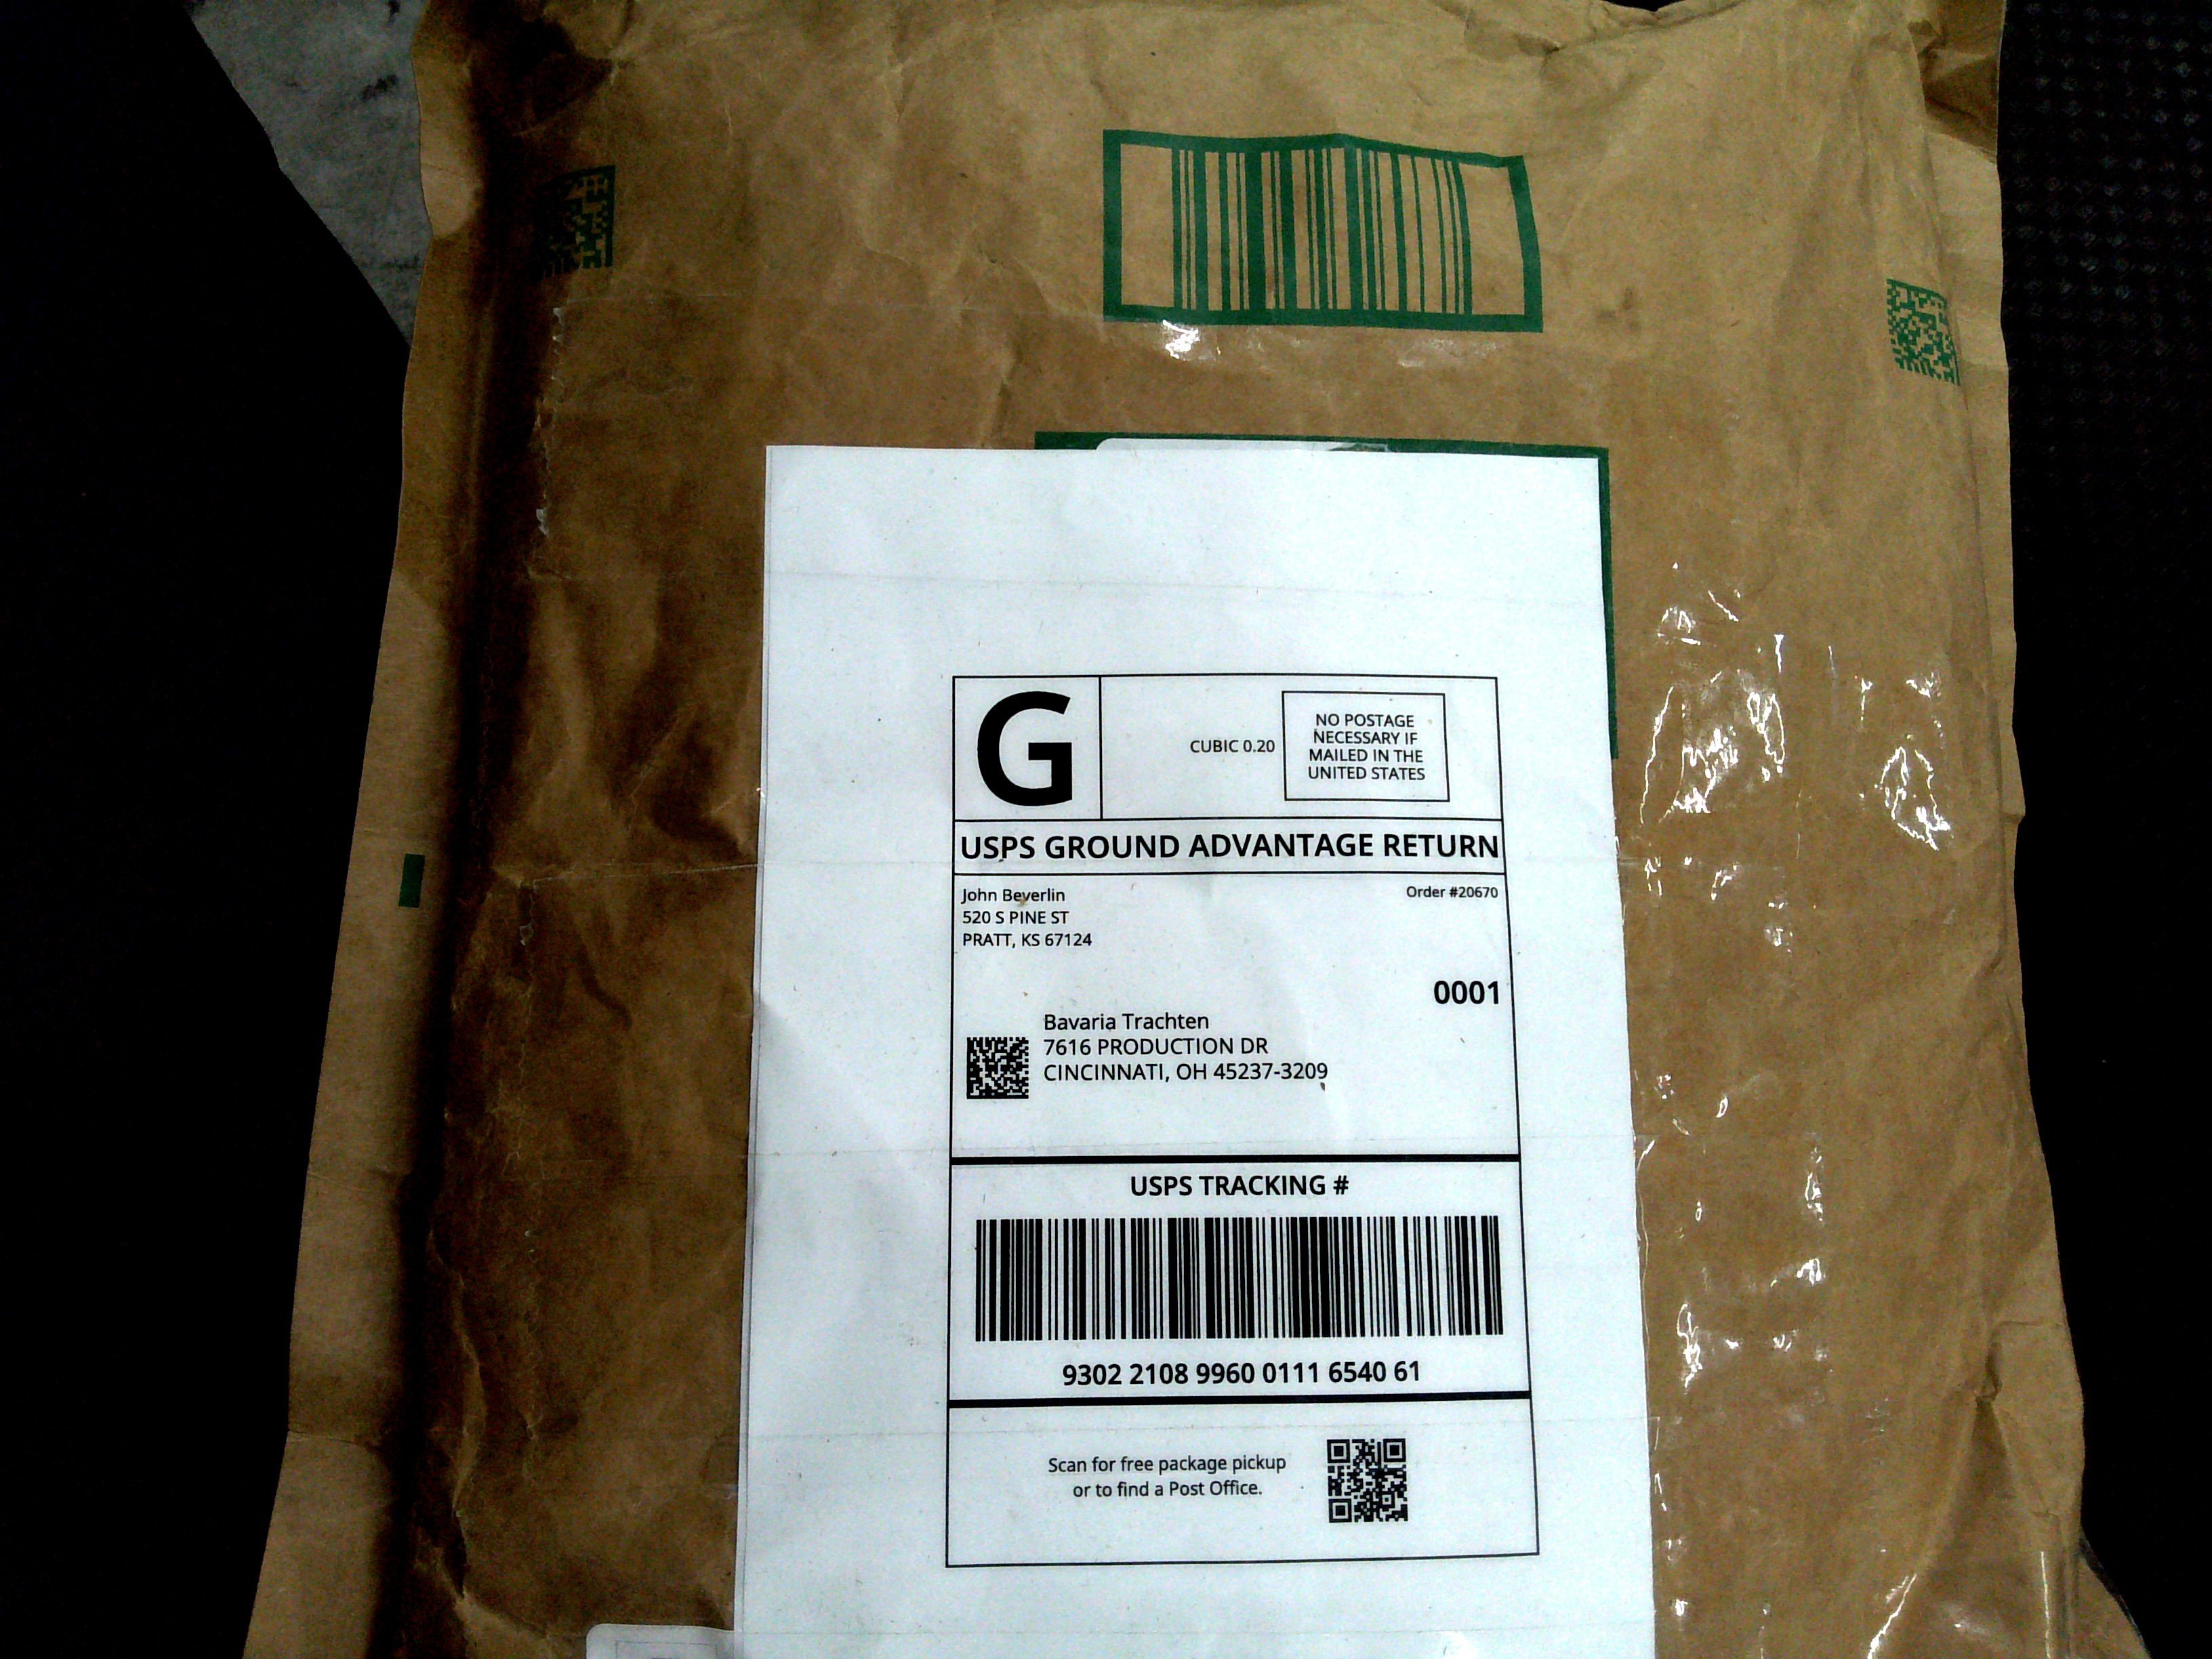 G
CUBIC 0.20
NO POSTAGE
NECESSARY IF
MAILED IN THE
UNITED STATES
USPS GROUND ADVANTAGE RETURN
John Beverlin
520 S PINE ST
PRATT, KS 67124
Order #20670
0001
Bavaria Trachten
7616 PRODUCTION DR
CINCINNATI, OH 45237-3209
USPS TRACKING #
9302 2108 9960 0111 6540 61
Scan for free package pickup
or to find a Post Office.